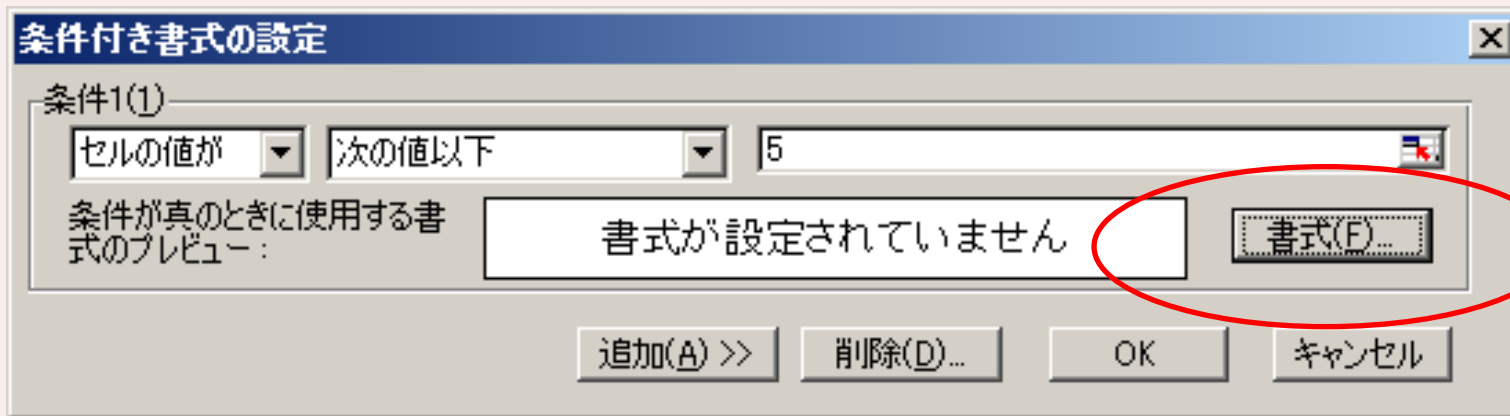 条件付き書式の設定
条件1(1)
セルの値が 次の値以下 5
条件が真のときに使用する書
式のプレビュー:
書式が設定されていません
書式(F)...
追加(A) >> 削除(D)... OK キャンセル